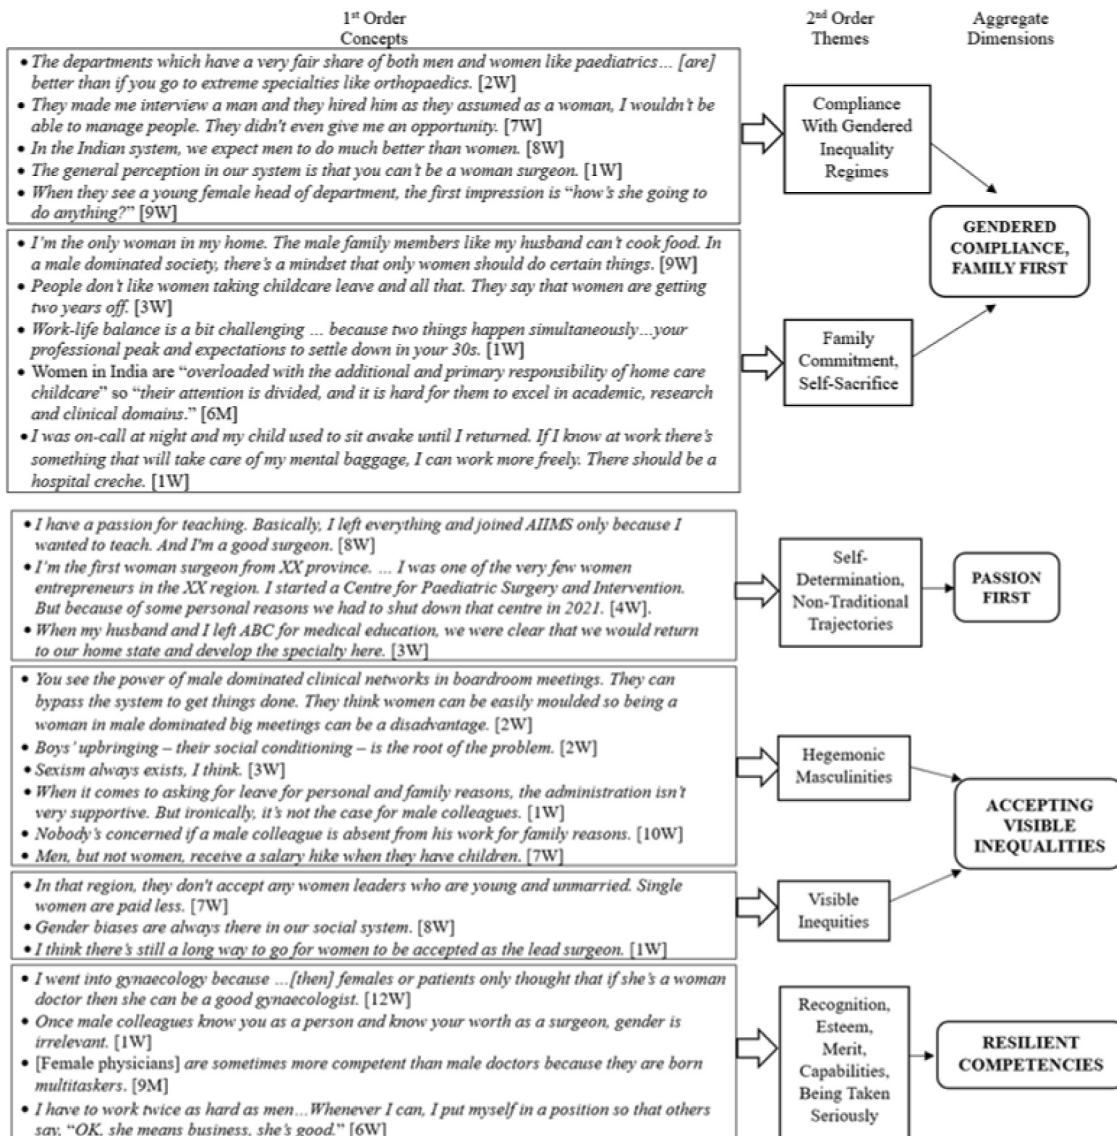 1st Order
Concepts
2nd Order
Themes
Aggregate
Dimensions
• The departments which have a very fair share of both men and women like paediatrics… [are]
better than if you go to extreme specialties like orthopaedics. [2W]
• They made me interview a man and they hired him as they assumed as a woman, I wouldn't be
able to manage people. They didn't even give me an opportunity. [7W]
• In the Indian system, we expect men to do much better than women. [8W]
• The general perception in our system is that you can't be a woman surgeon. [1W]
• When they see a young female head of department, the first impression is “how's she going to
do anything?” [9W]
Compliance
With Gendered
Inequality
Regimes
• I'm the only woman in my home. The male family members like my husband can't cook food. In
a male dominated society, there's a mindset that only women should do certain things. [9W]
• People don't like women taking childcare leave and all that. They say that women are getting
two years off. [3W]
• Work-life balance is a bit challenging … because two things happen simultaneously…your
professional peak and expectations to settle down in your 30s. [1W]
• Women in India are “overloaded with the additional and primary responsibility of home care
childcare” so “their attention is divided, and it is hard for them to excel in academic, research
and clinical domains.” [6M]
• I was on-call at night and my child used to sit awake until I returned. If I know at work there's
something that will take care of my mental baggage, I can work more freely. There should be a
hospital creche. [1W]
Family
Commitment,
Self-Sacrifice
GENDERED
COMPLIANCE,
FAMILY FIRST
• I have a passion for teaching. Basically, I left everything and joined AIIMS only because I
wanted to teach. And I'm a good surgeon. [8W]
• I'm the first woman surgeon from XX province. … I was one of the very few women
entrepreneurs in the XX region. I started a Centre for Paediatric Surgery and Intervention.
But because of some personal reasons we had to shut down that centre in 2021. [4W].
• When my husband and I left ABC for medical education, we were clear that we would return
to our home state and develop the specialty here. [3W]
Self-
Determination,
Non-Traditional
Trajectories
PASSION
FIRST
• You see the power of male dominated clinical networks in boardroom meetings. They can
bypass the system to get things done. They think women can be easily moulded so being a
woman in male dominated big meetings can be a disadvantage. [2W]
• Boys' upbringing – their social conditioning – is the root of the problem. [2W]
• Sexism always exists, I think. [3W]
• When it comes to asking for leave for personal and family reasons, the administration isn't
very supportive. But ironically, it's not the case for male colleagues. [1W]
• Nobody's concerned if a male colleague is absent from his work for family reasons. [10W]
• Men, but not women, receive a salary hike when they have children. [7W]
Hegemonic
Masculinities
• In that region, they don't accept any women leaders who are young and unmarried. Single
women are paid less. [7W]
• Gender biases are always there in our social system. [8W]
• I think there's still a long way to go for women to be accepted as the lead surgeon. [1W]
Visible
Inequities
ACCEPTING
VISIBLE
INEQUALITIES
• I went into gynaecology because …[then] females or patients only thought that if she's a woman
doctor then she can be a good gynaecologist. [12W]
• Once male colleagues know you as a person and know your worth as a surgeon, gender is
irrelevant. [1W]
• [Female physicians] are sometimes more competent than male doctors because they are born
multitaskers. [9M]
• I have to work twice as hard as men…Whenever I can, I put myself in a position so that others
say, “OK, she means business, she's good.” [6W]
Recognition,
Esteem,
Merit,
Capabilities,
Being Taken
Seriously
RESILIENT
COMPETENCIES